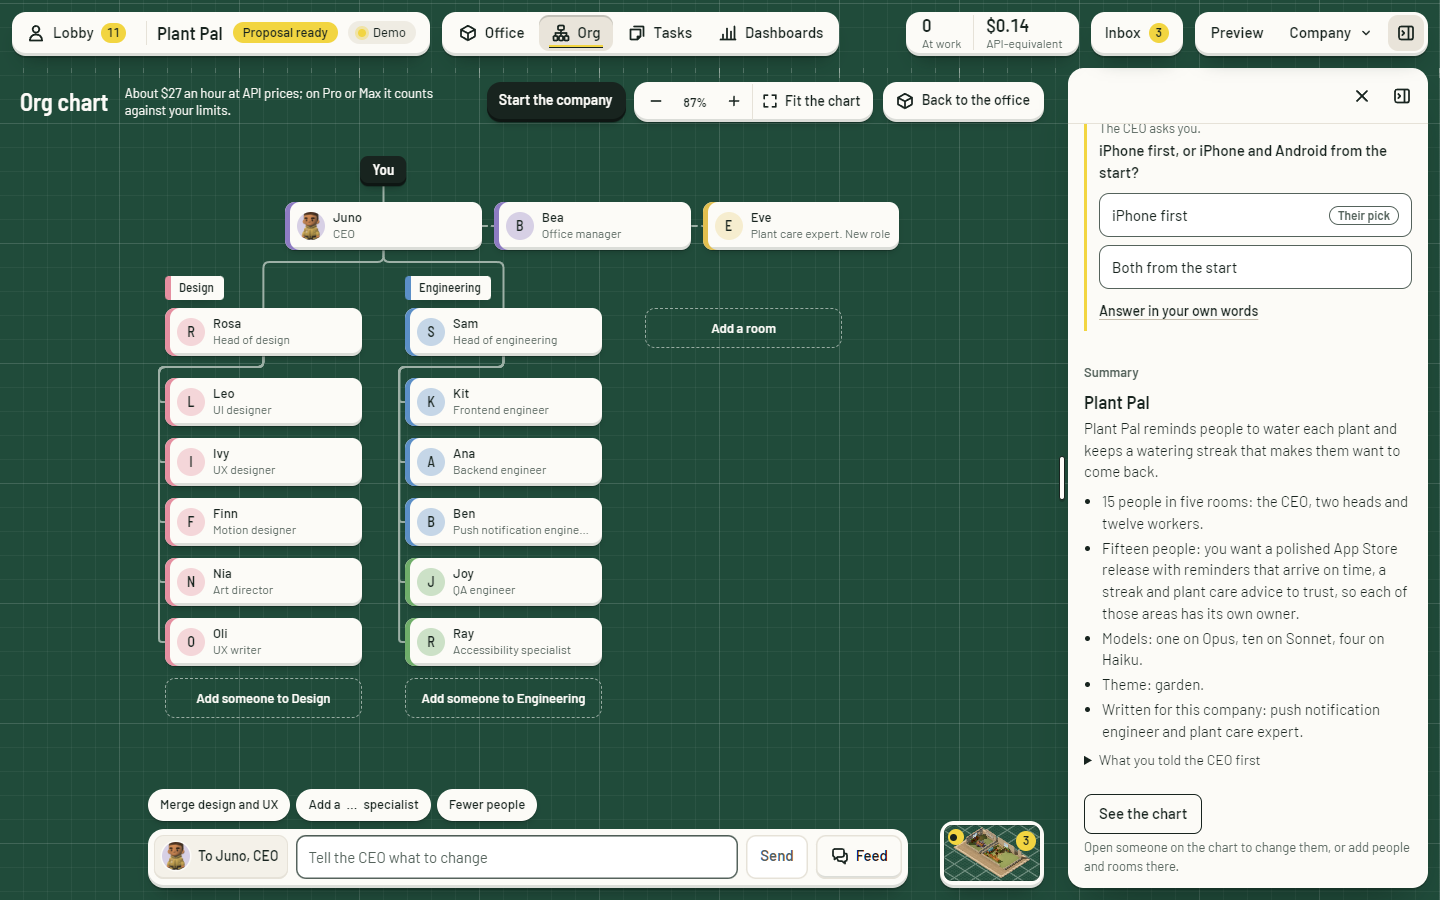 Lobby 11
Plant Pal
Proposal ready
Demo
Office
Org
Tasks
Dashboards
0
At work
$0.14
API-equivalent
Inbox 3
Preview
Company
Org chart
About $27 an hour at API prices; on Pro or Max it counts
against your limits.
Start the company
87%
Fit the chart
Back to the office
You
Juno
CEO
B
Bea
Office manager
E
Eve
Plant care expert. New role
Design
Engineering
R
Rosa
Head of design
S
Sam
Head of engineering
Add a room
L
Leo
UI designer
K
Kit
Frontend engineer
I
Ivy
UX designer
A
Ana
Backend engineer
F
Finn
Motion designer
B
Ben
Push notification engine...
N
Nia
Art director
J
Joy
QA engineer
O
Oli
UX writer
R
Ray
Accessibility specialist
Add someone to Design
Add someone to Engineering
Merge design and UX
Add a ... specialist
Fewer people
To Juno, CEO
Tell the CEO what to change
Send
Feed
3
The CEO asks you.
iPhone first, or iPhone and Android from the
start?
iPhone first
Their pick
Both from the start
Answer in your own words
Summary
Plant Pal
Plant Pal reminds people to water each plant and
keeps a watering streak that makes them want to
come back.
15 people in five rooms: the CEO, two heads and
twelve workers.
Fifteen people: you want a polished App Store
release with reminders that arrive on time, a
streak and plant care advice to trust, so each of
those areas has its own owner.
Models: one on Opus, ten on Sonnet, four on
Haiku.
Theme: garden.
Written for this company: push notification
engineer and plant care expert.
What you told the CEO first
See the chart
Open someone on the chart to change them, or add people
and rooms there.